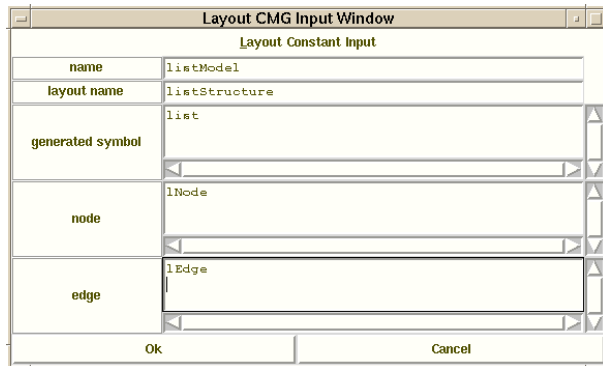 Layout CMG Input Window
Layout Constant Input
name listModel
layout name listStructure
generated symbol list
node lNode
edge lEdge
Ok Cancel